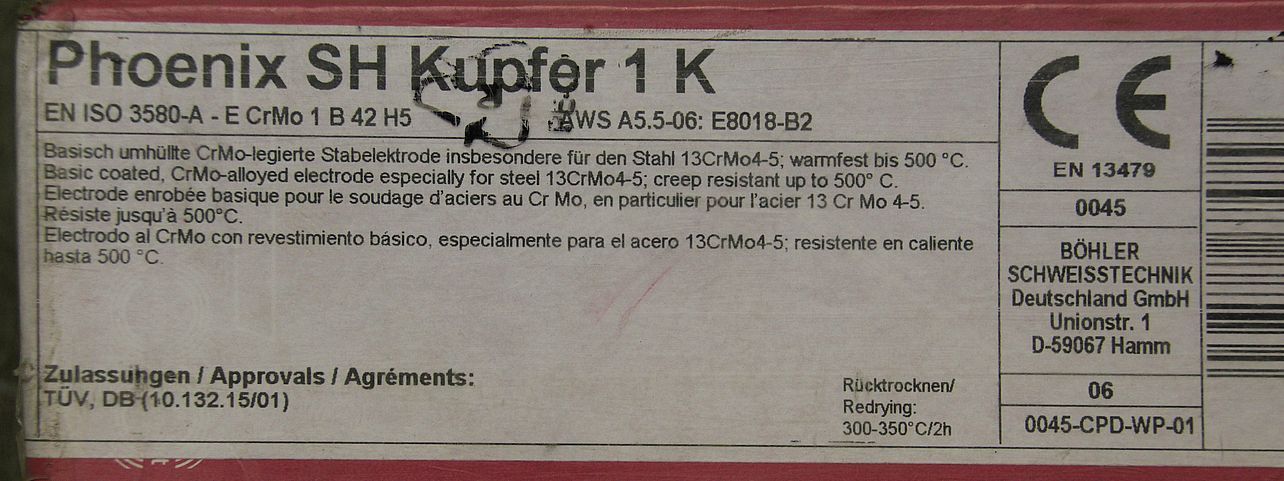 Phoenix SH Kupfer 1 K
EN ISO 3580-A - E CrMo 1 B 42 H5
AWS A5.5-06: E8018-B2
Basisch umhüllte CrMo-legierte Stabelektrode insbesondere für den Stahl 13CrMo4-5; warmfest bis 500 °C.
Basic coated, CrMo-alloyed electrode especially for steel 13CrMo4-5; creep resistant up to 500° C.
Electrode enrobée basique pour le soudage d'aciers au Cr Mo, en particulier pour l'acier 13 Cr Mo 4-5.
Résiste jusqu'à 500°C.
Electrodo al CrMo con revestimiento básico, especialmente para el acero 13CrMo4-5; resistente en caliente
hasta 500 °C.
Zulassungen / Approvals / Agréments:
TÜV, DB (10.132.15/01)
Rücktrocknen/
Redrying:
300-350°C/2h
CE
EN 13479
0045
BÖHLER
SCHWEISSTECHNIK
Deutschland GmbH
Unionstr. 1
D-59067 Hamm
06
0045-CPD-WP-01